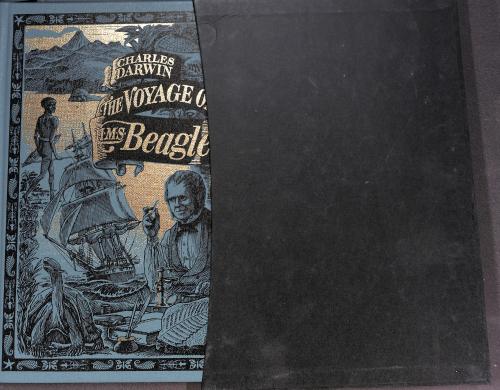 CHARLES
DARWIN
THE VOYAGE O
H.M.S
Beagle